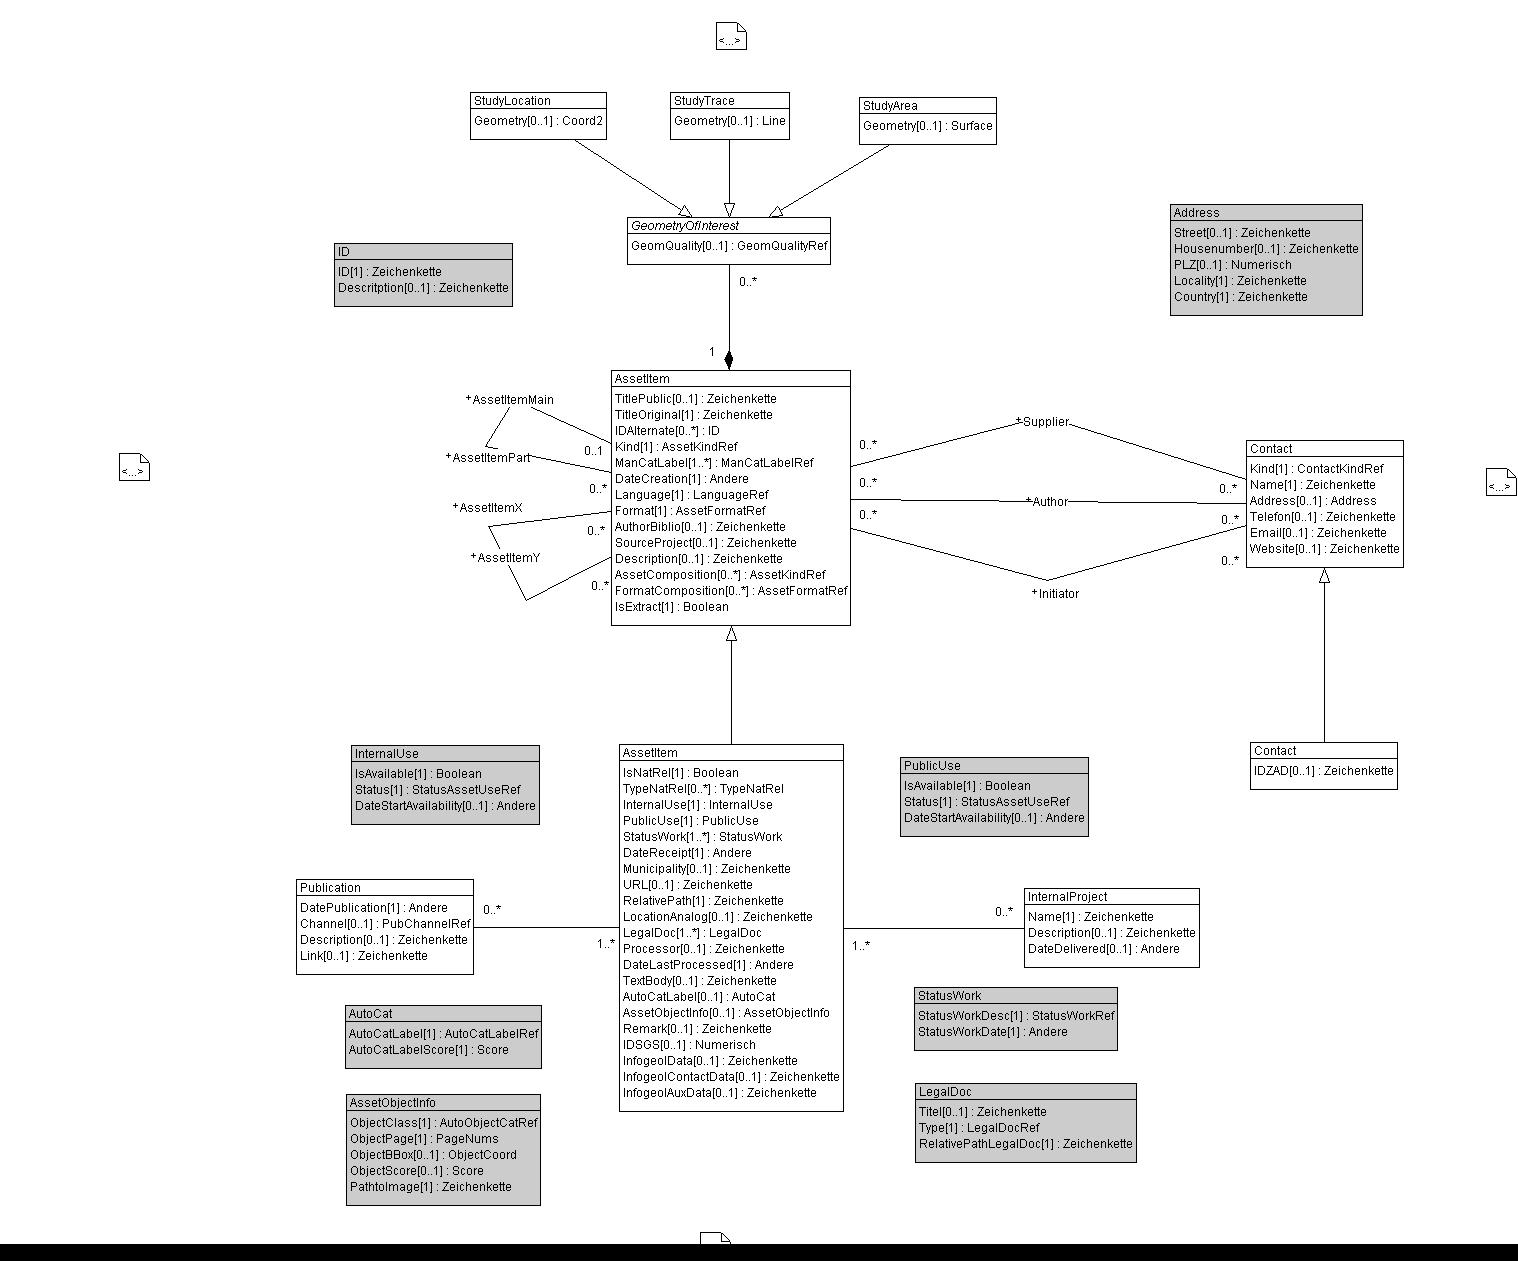 <...>
StudyLocation
Geometry[0..1] : Coord2
StudyTrace
Geometry[0..1] : Line
StudyArea
Geometry[0..1] : Surface
GeometryOfInterest
GeomQuality[0..1] : GeomQualityRef
Address
Street[0..1] : Zeichenkette
Housenumber[0..1] : Zeichenkette
PLZ[0..1] : Numerisch
Locality[1] : Zeichenkette
Country[1] : Zeichenkette
ID
ID[1] : Zeichenkette
Descritption[0..1] : Zeichenkette
0..*
1
AssetItem
TitlePublic[0..1] : Zeichenkette
TitleOriginal[1] : Zeichenkette
IDAlternate[0..*] : ID
Kind[1] : AssetKindRef
ManCatLabel[1..*] : ManCatLabelRef
DateCreation[1] : Andere
Language[1] : LanguageRef
Format[1] : AssetFormatRef
AuthorBiblio[0..1] : Zeichenkette
SourceProject[0..1] : Zeichenkette
Description[0..1] : Zeichenkette
AssetComposition[0..*] : AssetKindRef
FormatComposition[0..*] : AssetFormatRef
IsExtract[1] : Boolean
+AssetItemMain
0..1
+AssetItemPart
0..*
+AssetItemX
0..*
+AssetItemY
0..*
<...>
0..*
+Supplier
0..*
0..*
+Author
0..*
0..*
+Initiator
0..*
Contact
Kind[1] : ContactKindRef
Name[1] : Zeichenkette
Address[0..1] : Address
Telefon[0..1] : Zeichenkette
Email[0..1] : Zeichenkette
Website[0..1] : Zeichenkette
<...>
Contact
IDZAD[0..1] : Zeichenkette
InternalUse
IsAvailable[1] : Boolean
Status[1] : StatusAssetUseRef
DateStartAvailability[0..1] : Andere
AssetItem
IsNatRel[1] : Boolean
TypeNatRel[0..*] : TypeNatRel
InternalUse[1] : InternalUse
PublicUse[1] : PublicUse
StatusWork[1..*] : StatusWork
DateReceipt[1] : Andere
Municipality[0..1] : Zeichenkette
URL[0..1] : Zeichenkette
RelativePath[1] : Zeichenkette
LocationAnalog[0..1] : Zeichenkette
LegalDoc[1..*] : LegalDoc
Processor[0..1] : Zeichenkette
DateLastProcessed[1] : Andere
TextBody[0..1] : Zeichenkette
AutoCatLabel[0..1] : AutoCat
AssetObjectInfo[0..1] : AssetObjectInfo
Remark[0..1] : Zeichenkette
IDSGS[0..1] : Numerisch
InfogeolData[0..1] : Zeichenkette
InfogeolContactData[0..1] : Zeichenkette
InfogeolAuxData[0..1] : Zeichenkette
PublicUse
IsAvailable[1] : Boolean
Status[1] : StatusAssetUseRef
DateStartAvailability[0..1] : Andere
Publication
DatePublication[1] : Andere
Channel[0..1] : PubChannelRef
Description[0..1] : Zeichenkette
Link[0..1] : Zeichenkette
0..*
1..*
0..*
1..*
InternalProject
Name[1] : Zeichenkette
Description[0..1] : Zeichenkette
DateDelivered[0..1] : Andere
AutoCat
AutoCatLabel[1] : AutoCatLabelRef
AutoCatLabelScore[1] : Score
StatusWork
StatusWorkDesc[1] : StatusWorkRef
StatusWorkDate[1] : Andere
AssetObjectInfo
ObjectClass[1] : AutoObjectCatRef
ObjectPage[1] : PageNums
ObjectBBox[0..1] : ObjectCoord
ObjectScore[0..1] : Score
PathtoImage[1] : Zeichenkette
LegalDoc
Titel[0..1] : Zeichenkette
Type[1] : LegalDocRef
RelativePathLegalDoc[1] : Zeichenkette